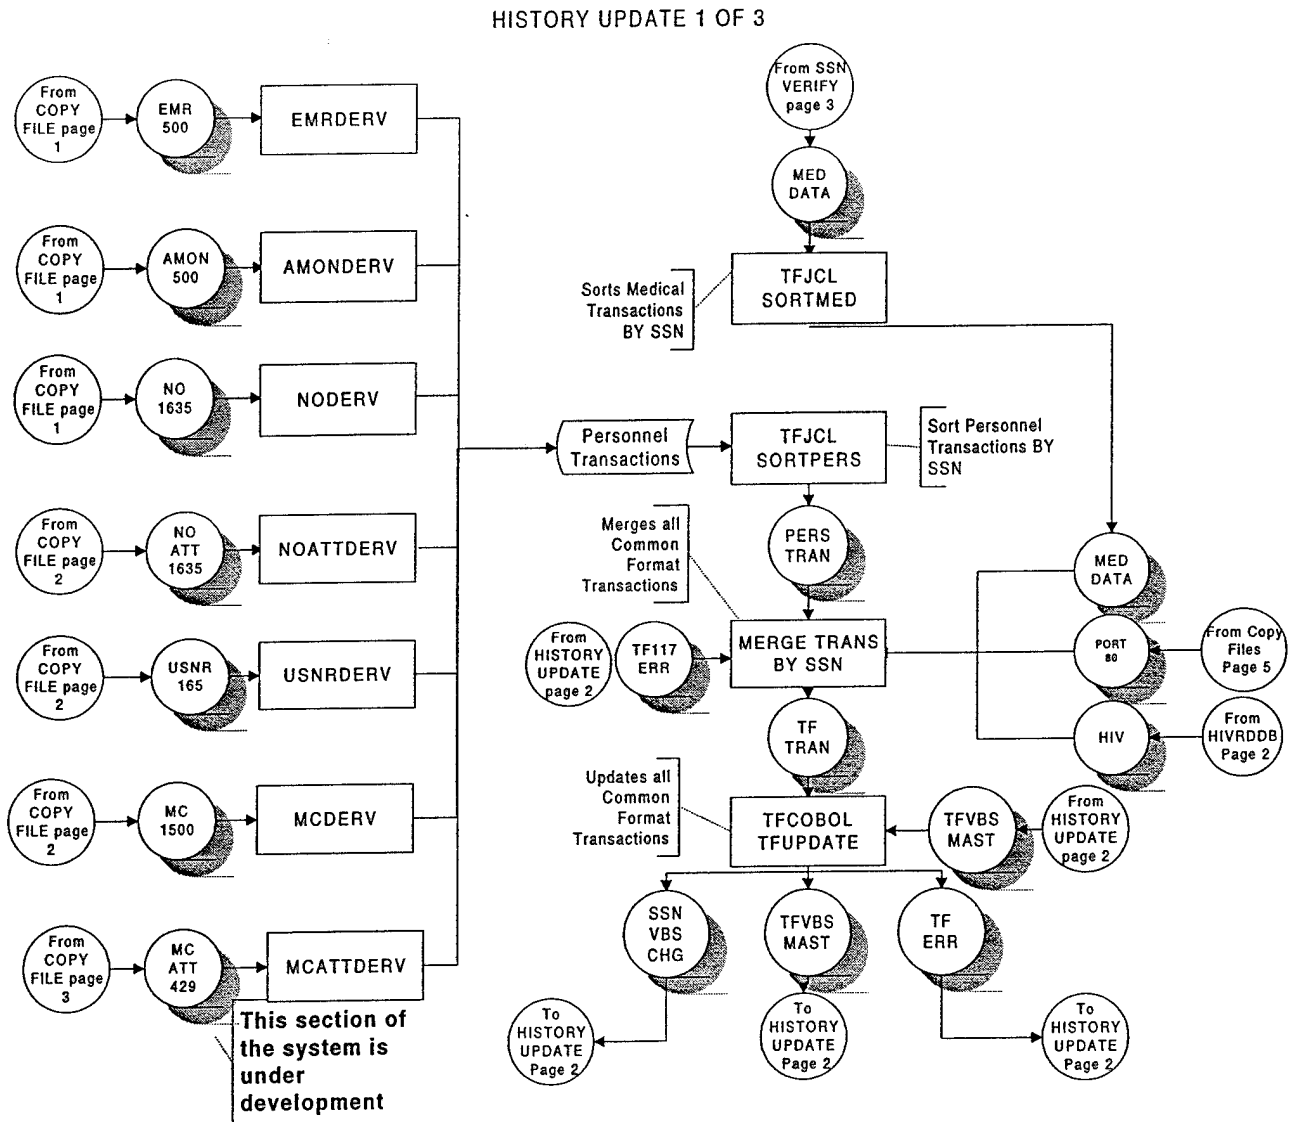 HISTORY UPDATE 1 OF 3
From
COPY
FILE page
1
EMR
500
EMRDERV
From
COPY
FILE page
1
AMON
500
AMONDERV
From
COPY
FILE page
1
NO
1635
NODERV
From
COPY
FILE page
2
NO
ATT
1635
NOATTDERV
From
COPY
FILE page
2
USNR
165
USNRDERV
From
COPY
FILE page
2
MC
1500
MCDERV
From
COPY
FILE page
3
MC
ATT
429
MCATTDERV
This section of
the system is
under
development
From SSN
VERIFY
page 3
MED
DATA
Sorts Medical
Transactions
BY SSN
TFJCL
SORTMED
Personnel
Transactions
TFJCL
SORTPERS
Sort Personnel
Transactions BY
SSN
Merges all
Common
Format
Transactions
PERS
TRAN
From
HISTORY
UPDATE
page 2
TF117
ERR
MERGE TRANS
BY SSN
MED
DATA
PORT
80
From Copy
Files
Page 5
HIV
From
HIVRDDB
Page 2
TF
TRAN
Updates all
Common
Format
Transactions
TFCOBOL
TFUPDATE
TFVBS
MAST
From
HISTORY
UPDATE
page 2
SSN
VBS
CHG
TFVBS
MAST
TF
ERR
To
HISTORY
UPDATE
Page 2
To
HISTORY
UPDATE
Page 2
To
HISTORY
UPDATE
Page 2